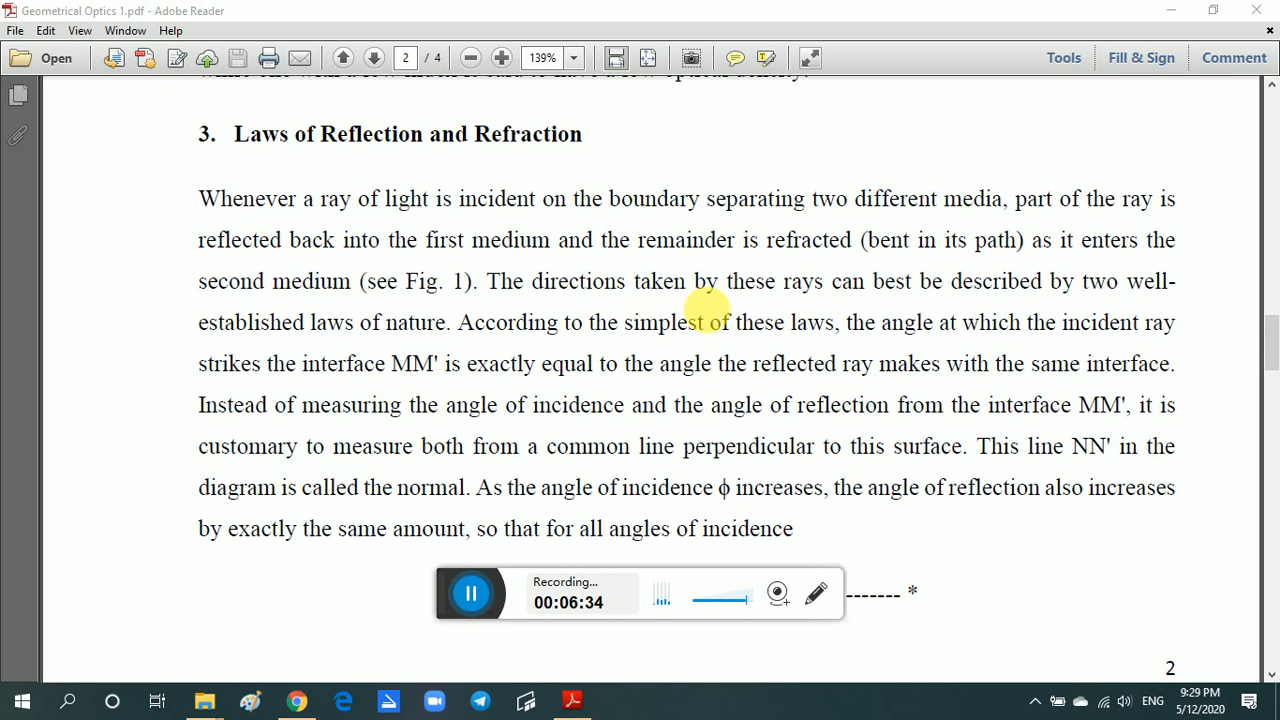 Geometrical Optics 1.pdf - Adobe Reader
File Edit View Window Help
Open 2 / 4 139% Tools Fill & Sign Comment
3. Laws of Reflection and Refraction
Whenever a ray of light is incident on the boundary separating two different media, part of the ray is
reflected back into the first medium and the remainder is refracted (bent in its path) as it enters the
second medium (see Fig. 1). The directions taken by these rays can best be described by two well-
established laws of nature. According to the simplest of these laws, the angle at which the incident ray
strikes the interface MM' is exactly equal to the angle the reflected ray makes with the same interface.
Instead of measuring the angle of incidence and the angle of reflection from the interface MM', it is
customary to measure both from a common line perpendicular to this surface. This line NN' in the
diagram is called the normal. As the angle of incidence ϕ increases, the angle of reflection also increases
by exactly the same amount, so that for all angles of incidence
Recording...
00:06:34
------- *
2
ENG
9:29 PM
5/12/2020